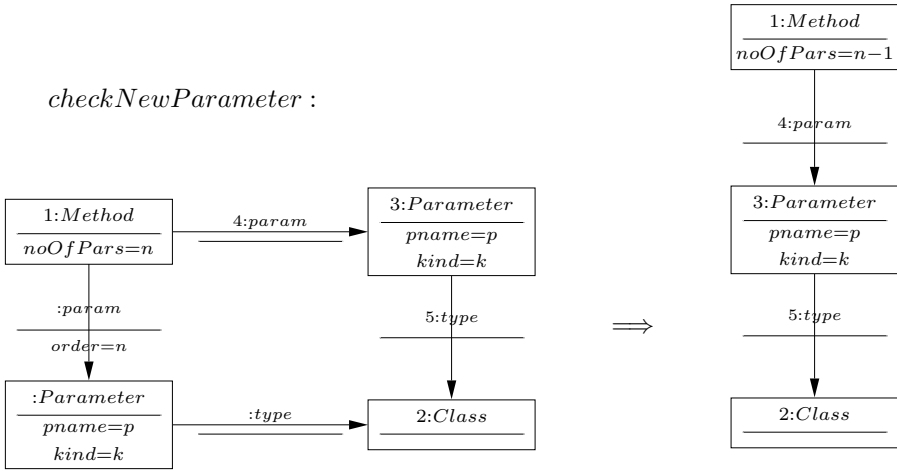 checkNewParameter :
1:Method
noOfPars=n
4:param
3:Parameter
pname=p
kind=k
:param
order=n
5:type
:Parameter
pname=p
kind=k
:type
2:Class
⟹
1:Method
noOfPars=n−1
4:param
3:Parameter
pname=p
kind=k
5:type
2:Class